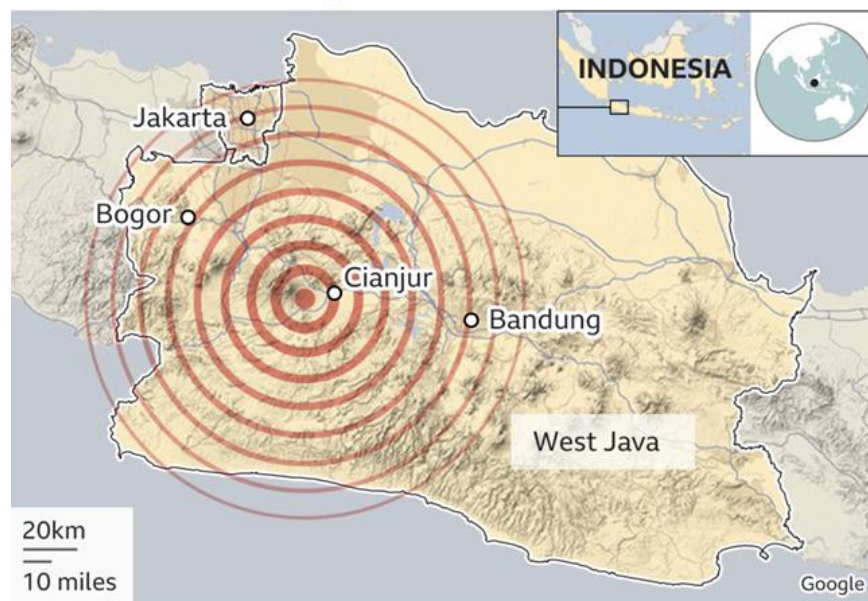 INDONESIA
Jakarta
Bogor
Cianjur
Bandung
West Java
20km
10 miles
Google